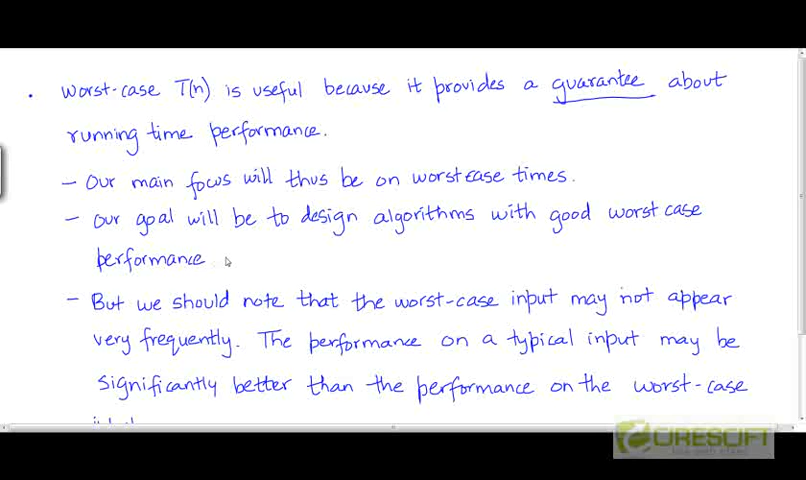 . Worst-case T(n) is useful because it provides a guarantee about
running time performance.
- Our main focus will thus be on worstcase times.
- Our goal will be to design algorithms with good worst case
performance
- But we should note that the worst-case input may not appear
very frequently. The performance on a typical input may be
significantly better than the performance on the worst-case
CIRESOFT